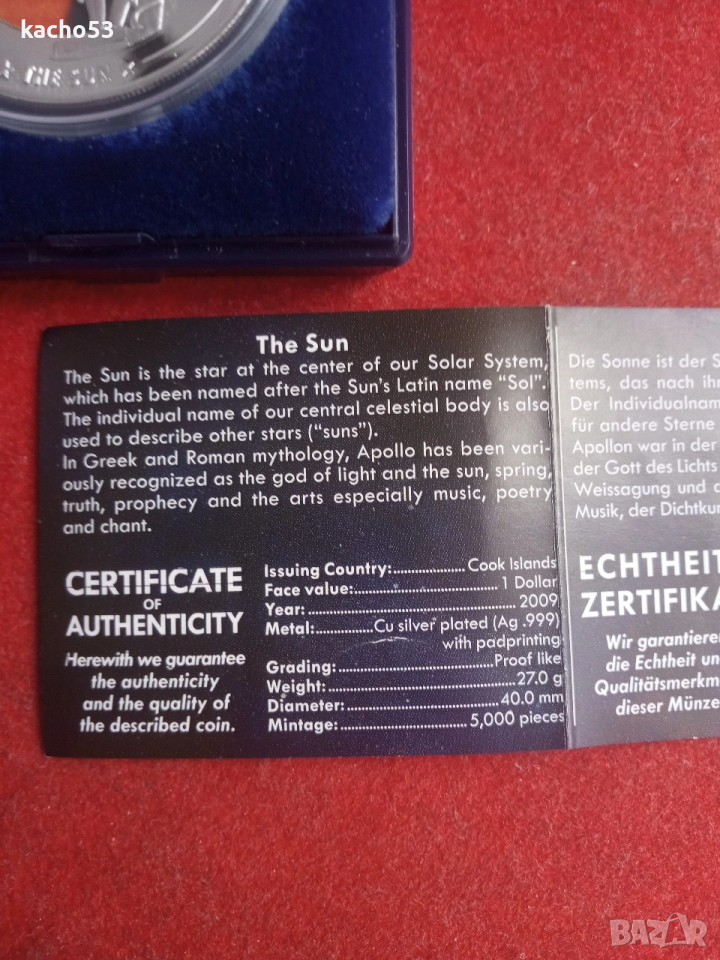 kacho53
THE SUN
The Sun
The Sun is the star at the center of our Solar System,
which has been named after the Sun's Latin name "Sol".
The individual name of our central celestial body is also
used to describe other stars ("suns").
In Greek and Roman mythology, Apollo has been vari-
ously recognized as the god of light and the sun, spring,
truth, prophecy and the arts especially music, poetry
and chant.
CERTIFICATE
OF
AUTHENTICITY
Herewith we guarantee
the authenticity
and the quality of
the described coin.
Issuing Country:.................... Cook Islands
Face value:........................................ 1 Dollar
Year: .......................................................... 2009
Metal:...............Cu silver plated (Ag .999)
with padprinting
Grading:...........................................Proof like
Weight:.....................................................27.0 g
Diameter:............................................40.0 mm
Mintage:.....................................5,000 pieces
Die Sonne ist der S
tems, das nach ihr
Der Individualnam
für andere Sterne
Apollon war in der
der Gott des Lichts
Weissagung und d
Musik, der Dichtkun
ECHTHEIT
ZERTIFIKA
Wir garantieren
die Echtheit un
Qualitätsmerkm
dieser Münze
BAZAR